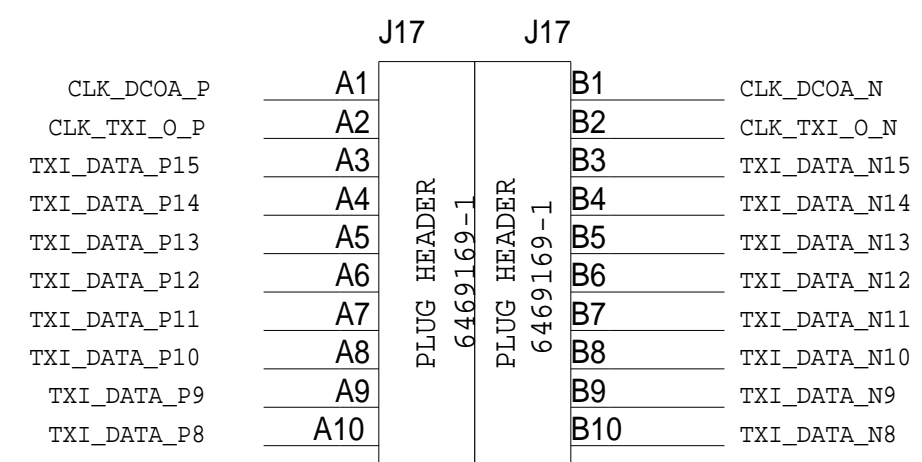 J17 J17
CLK_DCOA_P A1 B1 CLK_DCOA_N
CLK_TXI_O_P A2 B2 CLK_TXI_O_N
TXI_DATA_P15 A3 B3 TXI_DATA_N15
TXI_DATA_P14 A4 B4 TXI_DATA_N14
TXI_DATA_P13 A5 B5 TXI_DATA_N13
TXI_DATA_P12 A6 B6 TXI_DATA_N12
TXI_DATA_P11 A7 B7 TXI_DATA_N11
TXI_DATA_P10 A8 B8 TXI_DATA_N10
TXI_DATA_P9 A9 B9 TXI_DATA_N9
TXI_DATA_P8 A10 B10 TXI_DATA_N8
PLUG HEADER
6469169-1
PLUG HEADER
6469169-1